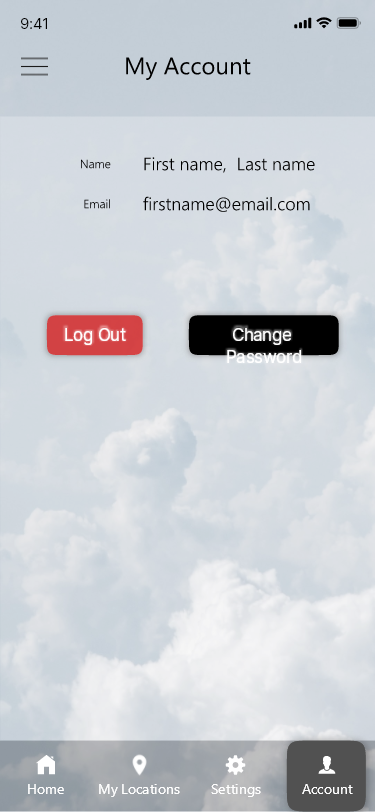 9:41
My Account
Name First name, Last name
Email firstname@email.com
Log Out Change
Password
Home My Locations Settings Account